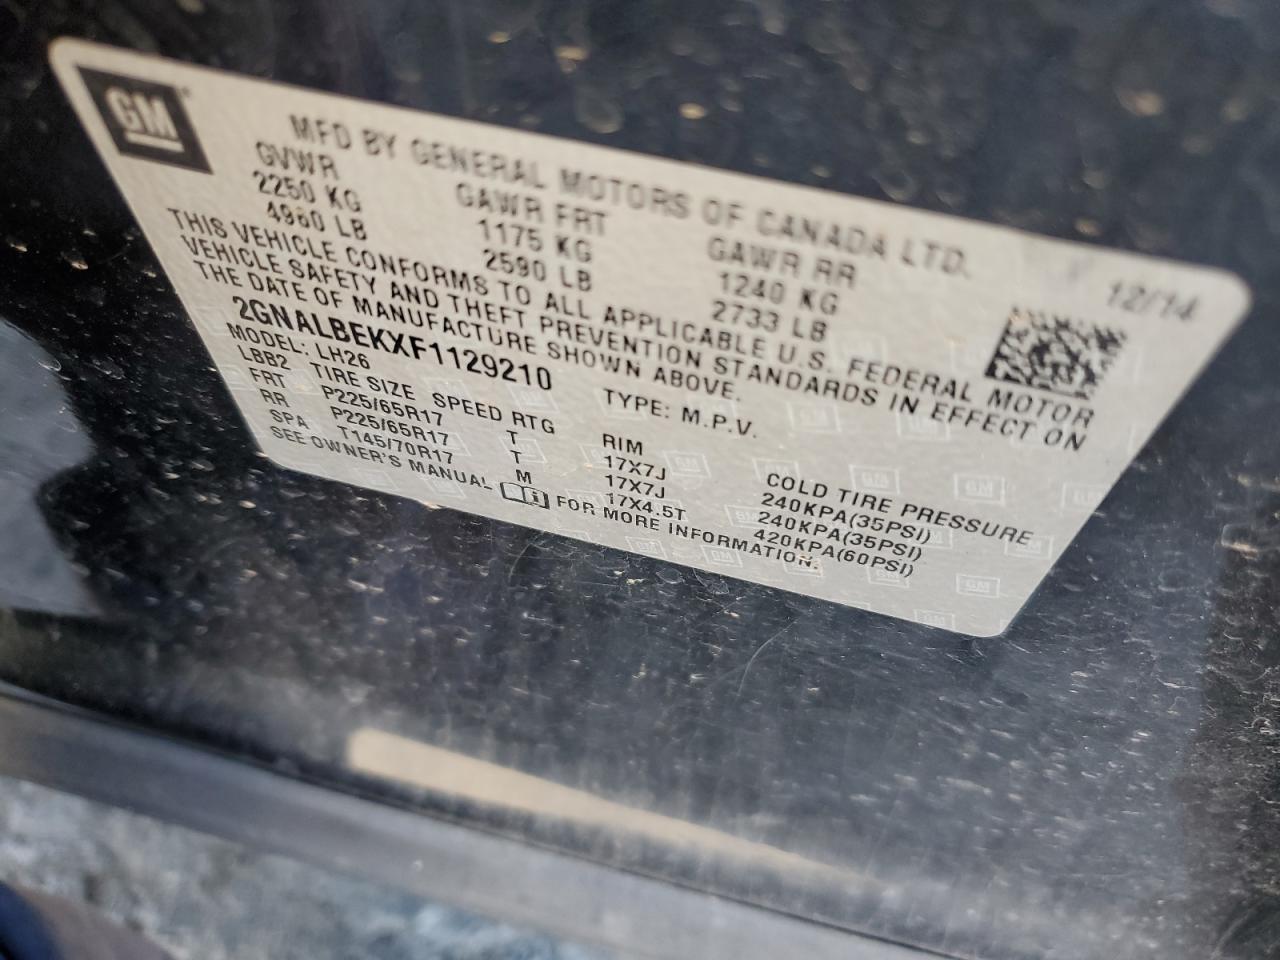 GM
MFD BY GENERAL MOTORS OF CANADA LTD. 12/14
GVWR GAWR FRT GAWR RR
2250 KG 1175 KG 1240 KG
4960 LB 2590 LB 2733 LB
THIS VEHICLE CONFORMS TO ALL APPLICABLE U.S. FEDERAL MOTOR
VEHICLE SAFETY AND THEFT PREVENTION STANDARDS IN EFFECT ON
THE DATE OF MANUFACTURE SHOWN ABOVE.
2GNALBEKXF1129210 TYPE: M.P.V.
MODEL: LH26
LBB2 TIRE SIZE SPEED RTG RIM COLD TIRE PRESSURE
FRT P225/65R17 T 17X7J 240KPA(35PSI)
RR P225/65R17 T 17X7J 240KPA(35PSI)
SPA T145/70R17 M 17X4.5T 420KPA(60PSI)
SEE OWNER'S MANUAL i FOR MORE INFORMATION.